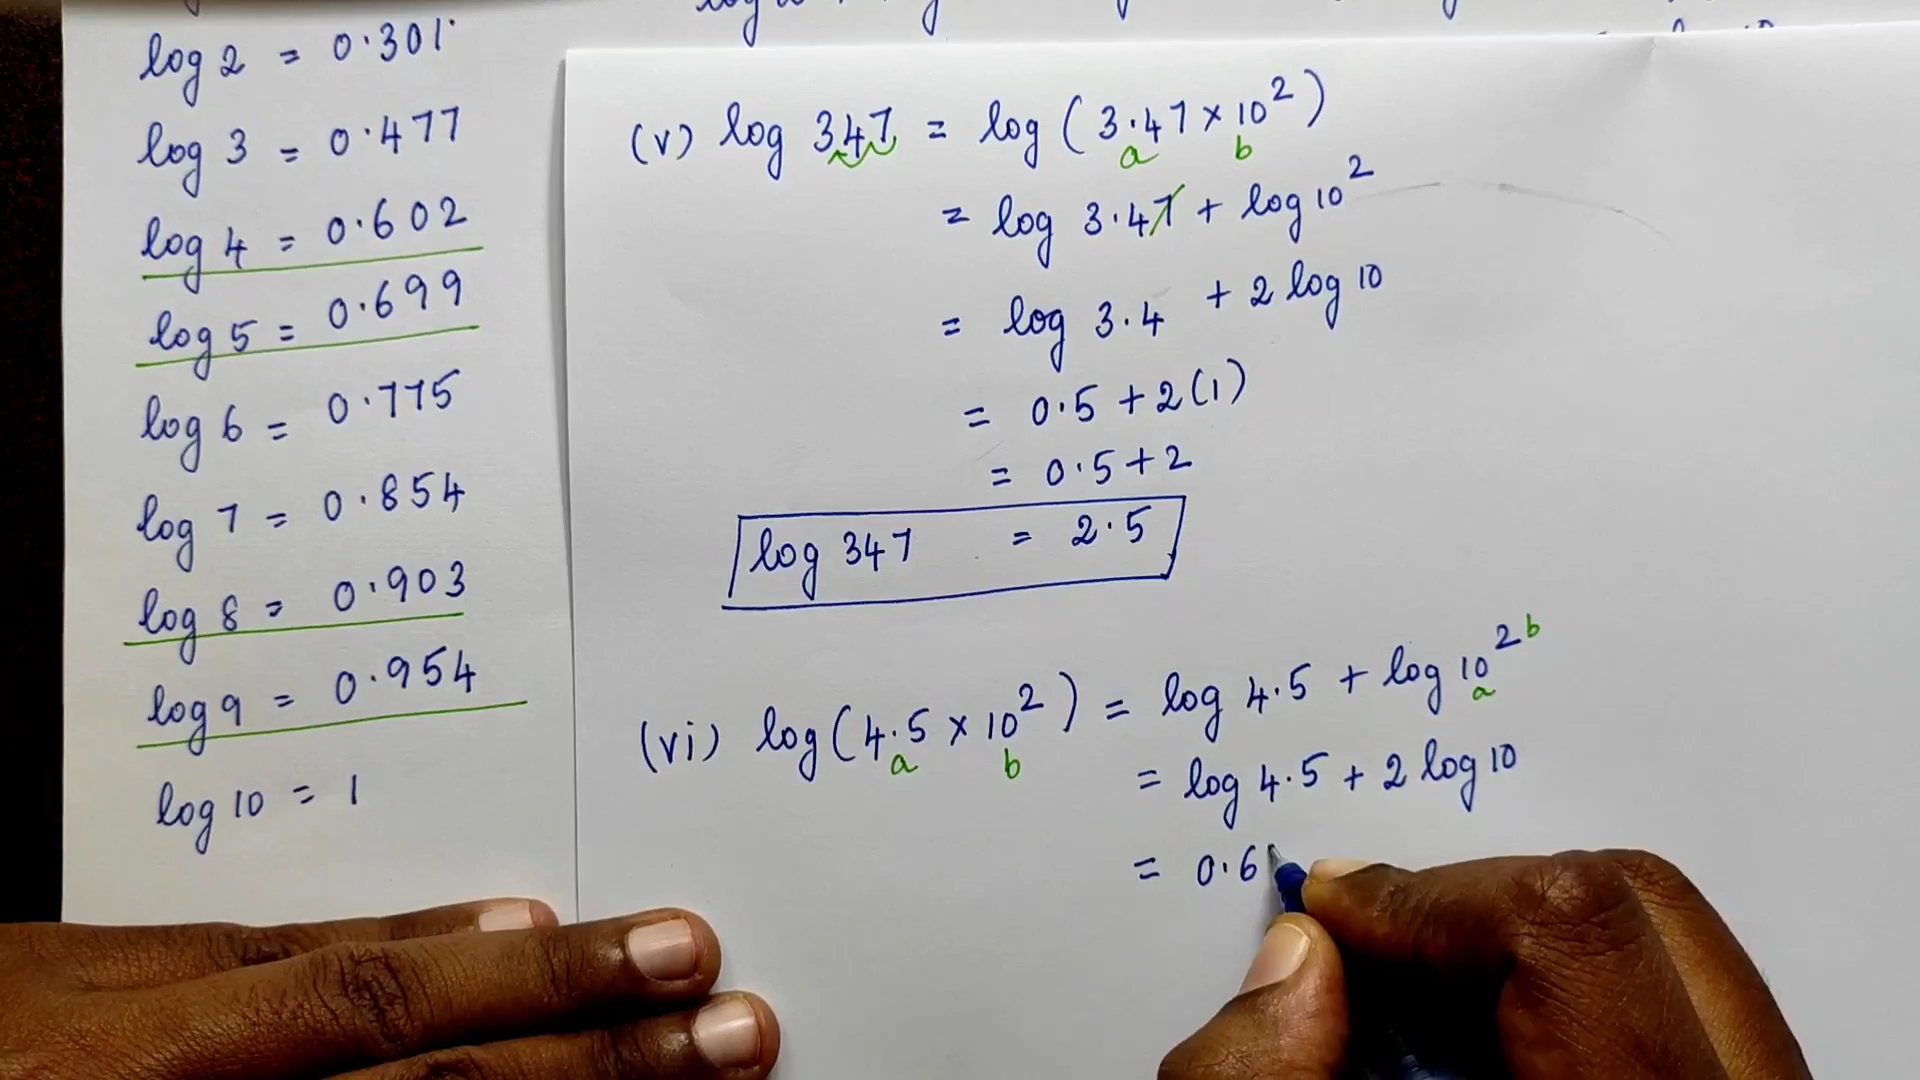 log 2 = 0.301
log 3 = 0.477
log 4 = 0.602
log 5 = 0.699
log 6 = 0.775
log 7 = 0.854
log 8 = 0.903
log 9 = 0.954
log 10 = 1
(v) log 347 = log (3.47 × 10²)
a b
= log 3.47 + log 10²
= log 3.4 + 2 log 10
= 0.5 + 2(1)
= 0.5 + 2
log 347 = 2.5
(vi) log (4.5 × 10²) = log 4.5 + log 10² b
a b a
= log 4.5 + 2 log 10
= 0.6